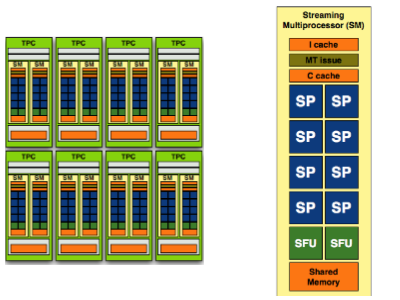 TPC TPC TPC TPC
SM SM SM SM SM SM SM SM
TPC TPC TPC TPC
SM SM SM SM SM SM SM SM
Streaming
Multiprocessor (SM)
I cache
MT issue
C cache
SP SP
SP SP
SP SP
SP SP
SFU SFU
Shared
Memory